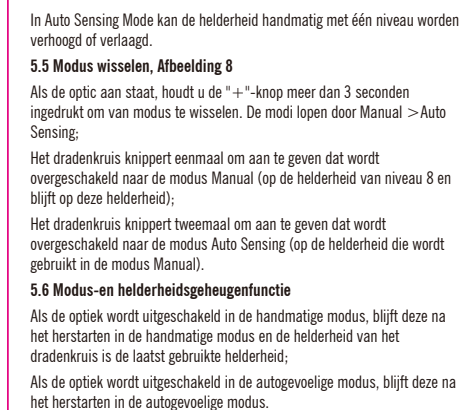 In Auto Sensing Mode kan de helderheid handmatig met één niveau worden
verhoogd of verlaagd.
5.5 Modus wisselen, Afbeelding 8
Als de optic aan staat, houdt u de "+"-knop meer dan 3 seconden
ingedrukt om van modus te wisselen. De modi lopen door Manual >Auto
Sensing;
Het dradenkruis knippert eenmaal om aan te geven dat wordt
overgeschakeld naar de modus Manual (op de helderheid van niveau 8 en
blijft op deze helderheid);
Het dradenkruis knippert tweemaal om aan te geven dat wordt
overgeschakeld naar de modus Auto Sensing (op de helderheid die wordt
gebruikt in de modus Manual).
5.6 Modus-en helderheidsgeheugenfunctie
Als de optiek wordt uitgeschakeld in de handmatige modus, blijft deze na
het herstarten in de handmatige modus en de helderheid van het
dradenkruis is de laatst gebruikte helderheid;
Als de optiek wordt uitgeschakeld in de autogevoelige modus, blijft deze na
het herstarten in de autogevoelige modus.